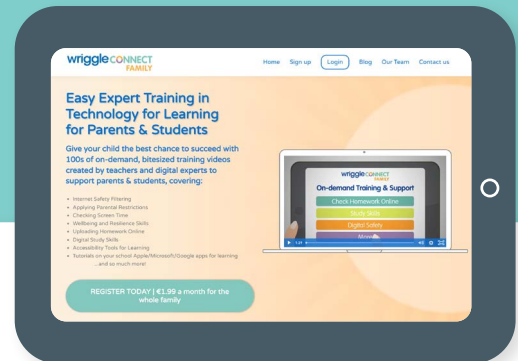 wriggle CONNECT
FAMILY
Home Sign up Login Blog Our Team Contact us
Easy Expert Training in
Technology for Learning
for Parents & Students
Give your child the best chance to succeed with
100s of on-demand, bitesized training videos
created by teachers and digital experts to
support parents & students, covering:
• Internet Safety Filtering
• Applying Parental Restrictions
• Checking Screen Time
• Wellbeing and Resilience Skills
• Uploading Homework Online
• Digital Study Skills
• Accessibility Tools for Learning
• Tutorials on your school Apple/Microsoft/Google apps for learning
...and so much more!
REGISTER TODAY | €1.99 a month for the
whole family
wriggle CONNECT
FAMILY
On-demand Training & Support
Check Homework Online
Study Skills
Digital Safety